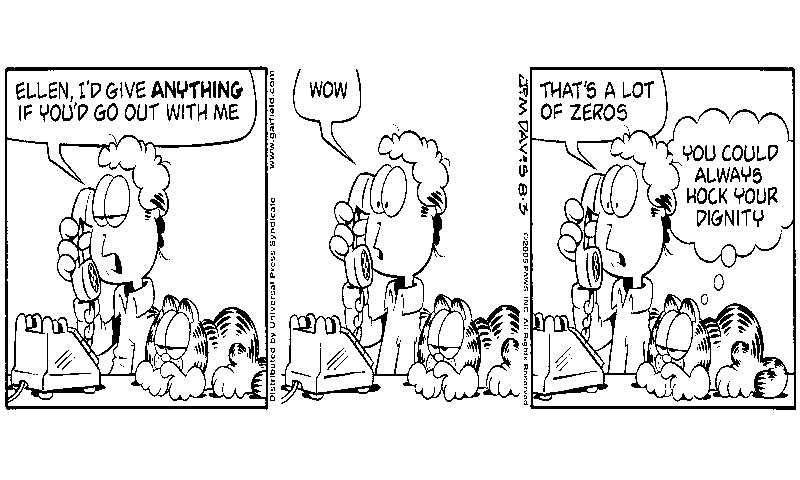 ELLEN, I'D GIVE ANYTHING
IF YOU'D GO OUT WITH ME
www.garfield.com
Distributed by Universal Press Syndicate
WOW
JIM DAVIS 8·3
©2005 PAWS, INC. All Rights Reserved
THAT'S A LOT
OF ZEROS
YOU COULD
ALWAYS
HOCK YOUR
DIGNITY